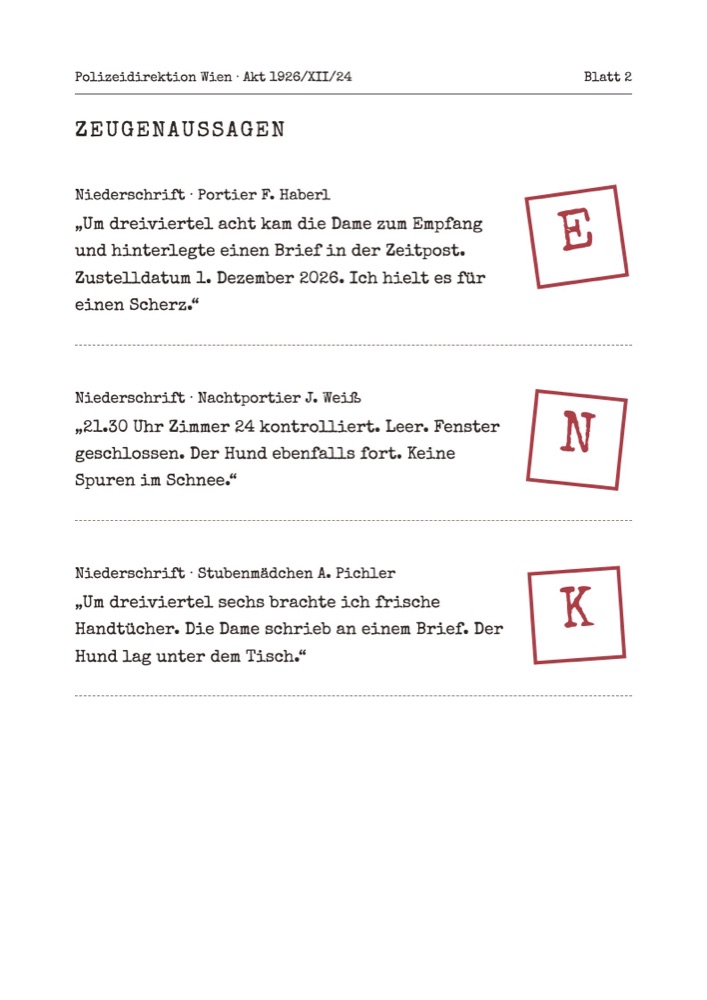 Polizeidirektion Wien · Akt 1926/XII/24
Blatt 2
ZEUGENAUSSAGEN
Niederschrift · Portier F. Haberl
„Um dreiviertel acht kam die Dame zum Empfang
und hinterlegte einen Brief in der Zeitpost.
Zustelldatum 1. Dezember 2026. Ich hielt es für
einen Scherz.“
E
Niederschrift · Nachtportier J. Weiß
„21.30 Uhr Zimmer 24 kontrolliert. Leer. Fenster
geschlossen. Der Hund ebenfalls fort. Keine
Spuren im Schnee.“
N
Niederschrift · Stubenmädchen A. Pichler
„Um dreiviertel sechs brachte ich frische
Handtücher. Die Dame schrieb an einem Brief. Der
Hund lag unter dem Tisch.“
K